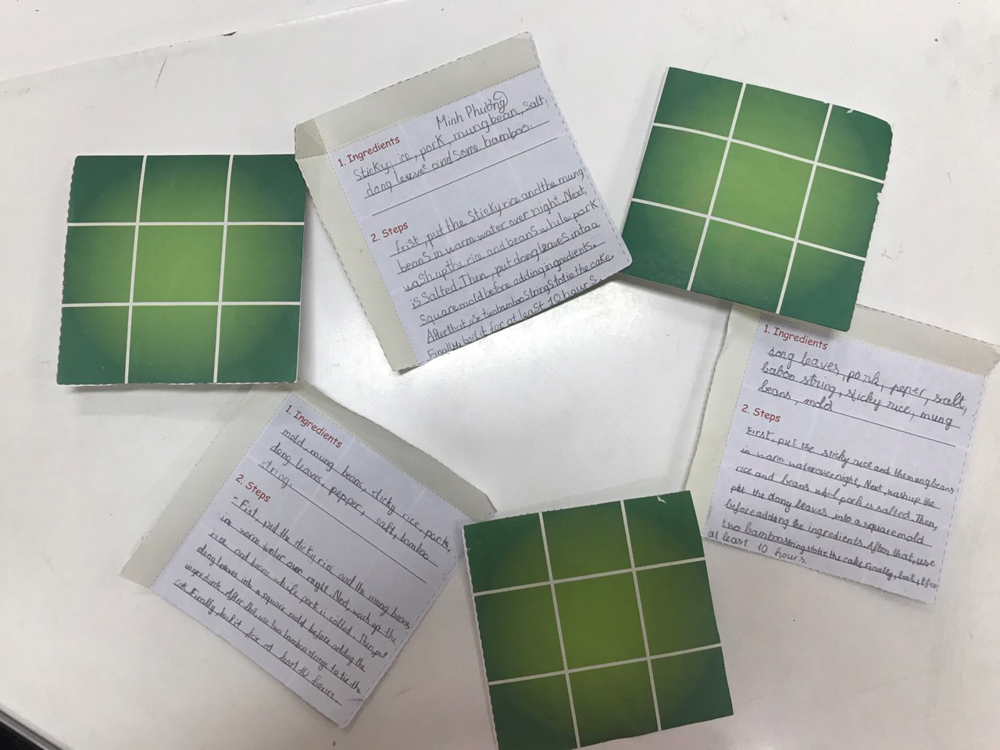 Minh Phương
1. Ingredients
Sticky rice, pork, mung bean, salt,
dong leaves and some bamboo.
2. Steps
frist, put the sticky rice and the mung
beans in warm water over night. Next,
wash up the rice and beans while pork
is salted. Then, put dong leaves into a
square mold before adding ingredients.
After that use two bamboo strings to tie the cake.
Finally, boil it for at least 10 hours.
1. Ingredients
dong leaves, pork, peper, salt,
baboo string, sticky rice, mung
beans, mold
2. Steps
First, put the sticky rice and the mung beans
in warm water over night, Next, wash up the
rice and beans whil pork is salted. Then,
put the dong leaves into a square mold
before adding the ingredients. After that, use
two bamboo strings to tie the cake. Finally, boil it for
at least 10 hours.
1. Ingredients
mold, mung beans, sticky rice, pork,
dong leaves, pepper, salt, bamboo
string.
2. Steps
- Fist, put the sticky rice and the mung beans
in warm water over night. Next, wash up the
rice and beans while pork is salted. Then, put
dong leaves into a square mold before adding the
ingredients. After that, use two bamboo strings to tie the
Finally, boil it for at least 10 hours.